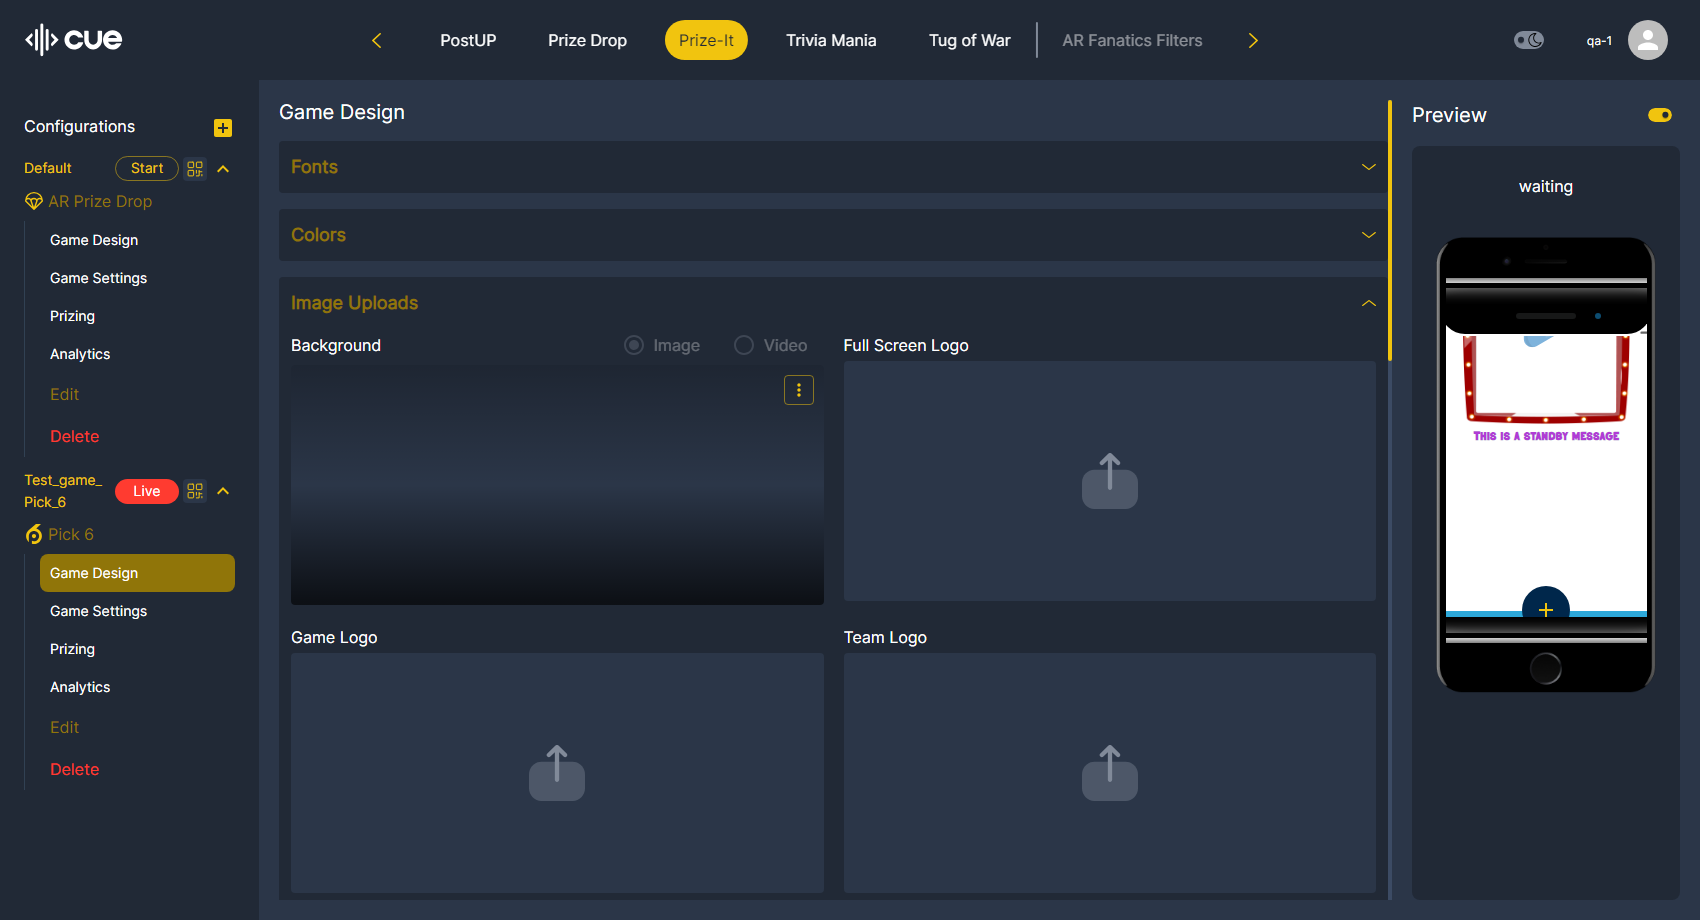 cue
PostUP
Prize Drop
Prize-It
Trivia Mania
Tug of War
AR Fanatics Filters
qa-1
Configurations
Default
Start
AR Prize Drop
Game Design
Game Settings
Prizing
Analytics
Edit
Delete
Test_game_
Pick_6
Live
Pick 6
Game Design
Game Settings
Prizing
Analytics
Edit
Delete
Game Design
Fonts
Colors
Image Uploads
Background
Image
Video
Full Screen Logo
Game Logo
Team Logo
Preview
waiting
THIS IS A STANDBY MESSAGE